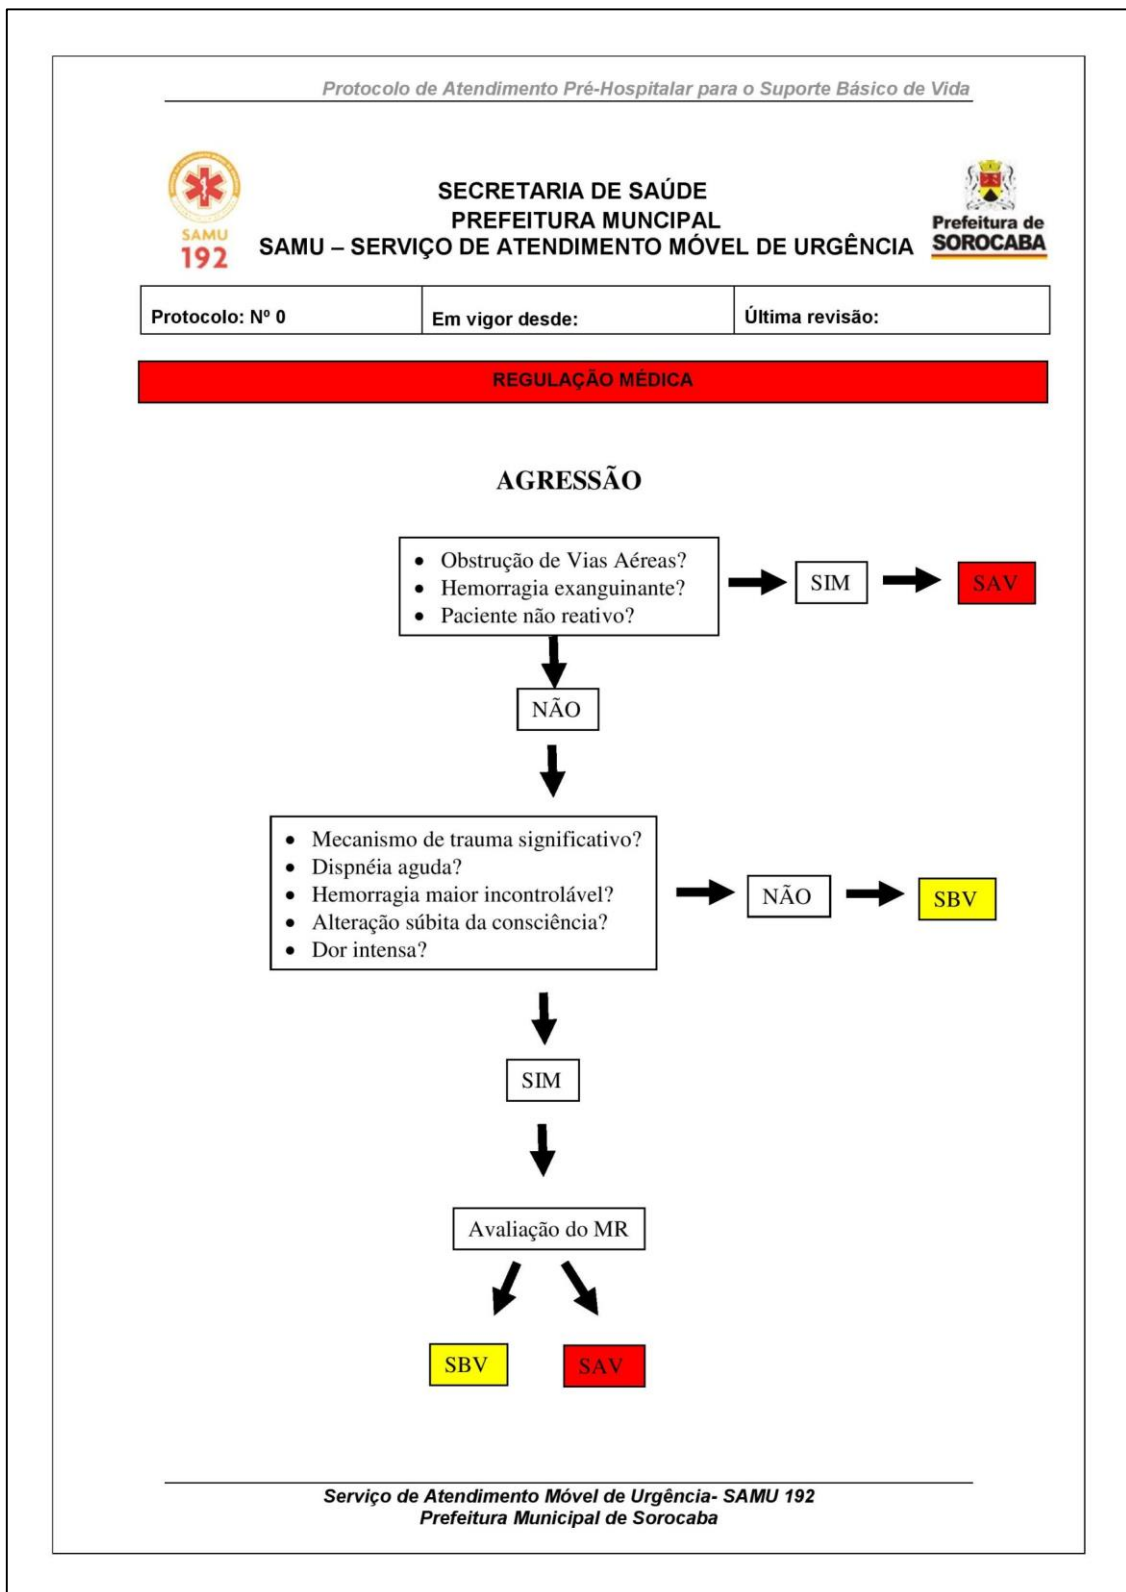 Protocolo de Atendimento Pré-Hospitalar para o Suporte Básico de Vida
SAMU
192
SECRETARIA DE SAÚDE
PREFEITURA MUNCIPAL
SAMU – SERVIÇO DE ATENDIMENTO MÓVEL DE URGÊNCIA
Prefeitura de
SOROCABA
Protocolo: Nº 0
Em vigor desde:
Última revisão:
REGULAÇÃO MÉDICA
AGRESSÃO
• Obstrução de Vias Aéreas?
• Hemorragia exanguinante?
• Paciente não reativo?
SIM
SAV
NÃO
• Mecanismo de trauma significativo?
• Dispnéia aguda?
• Hemorragia maior incontrolável?
• Alteração súbita da consciência?
• Dor intensa?
NÃO
SBV
SIM
Avaliação do MR
SBV
SAV
Serviço de Atendimento Móvel de Urgência- SAMU 192
Prefeitura Municipal de Sorocaba